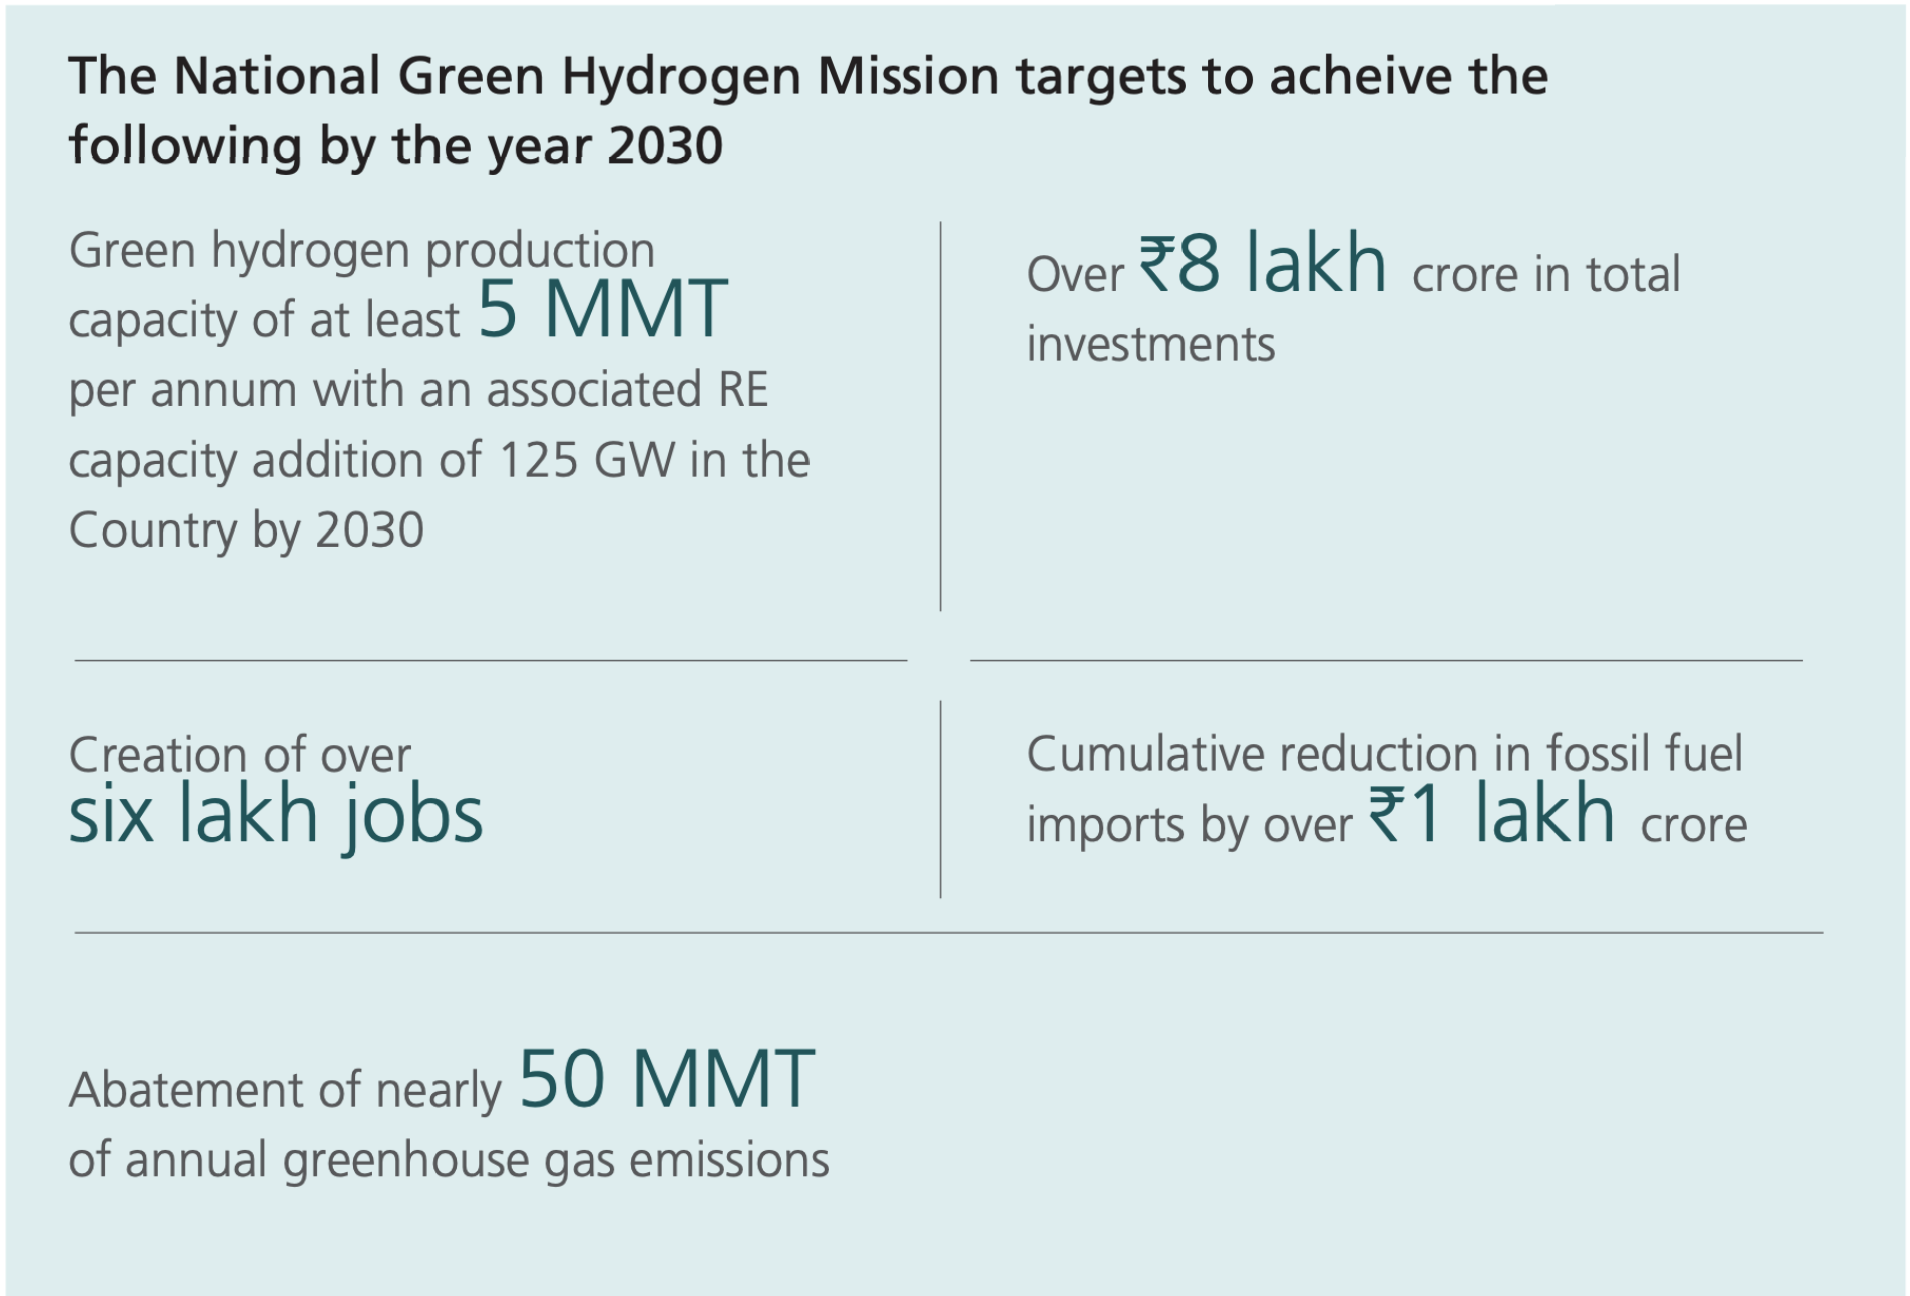 The National Green Hydrogen Mission targets to acheive the
following by the year 2030
Green hydrogen production
capacity of at least 5 MMT
per annum with an associated RE
capacity addition of 125 GW in the
Country by 2030
Over ₹8 lakh crore in total
investments
Creation of over
six lakh jobs
Cumulative reduction in fossil fuel
imports by over ₹1 lakh crore
Abatement of nearly 50 MMT
of annual greenhouse gas emissions